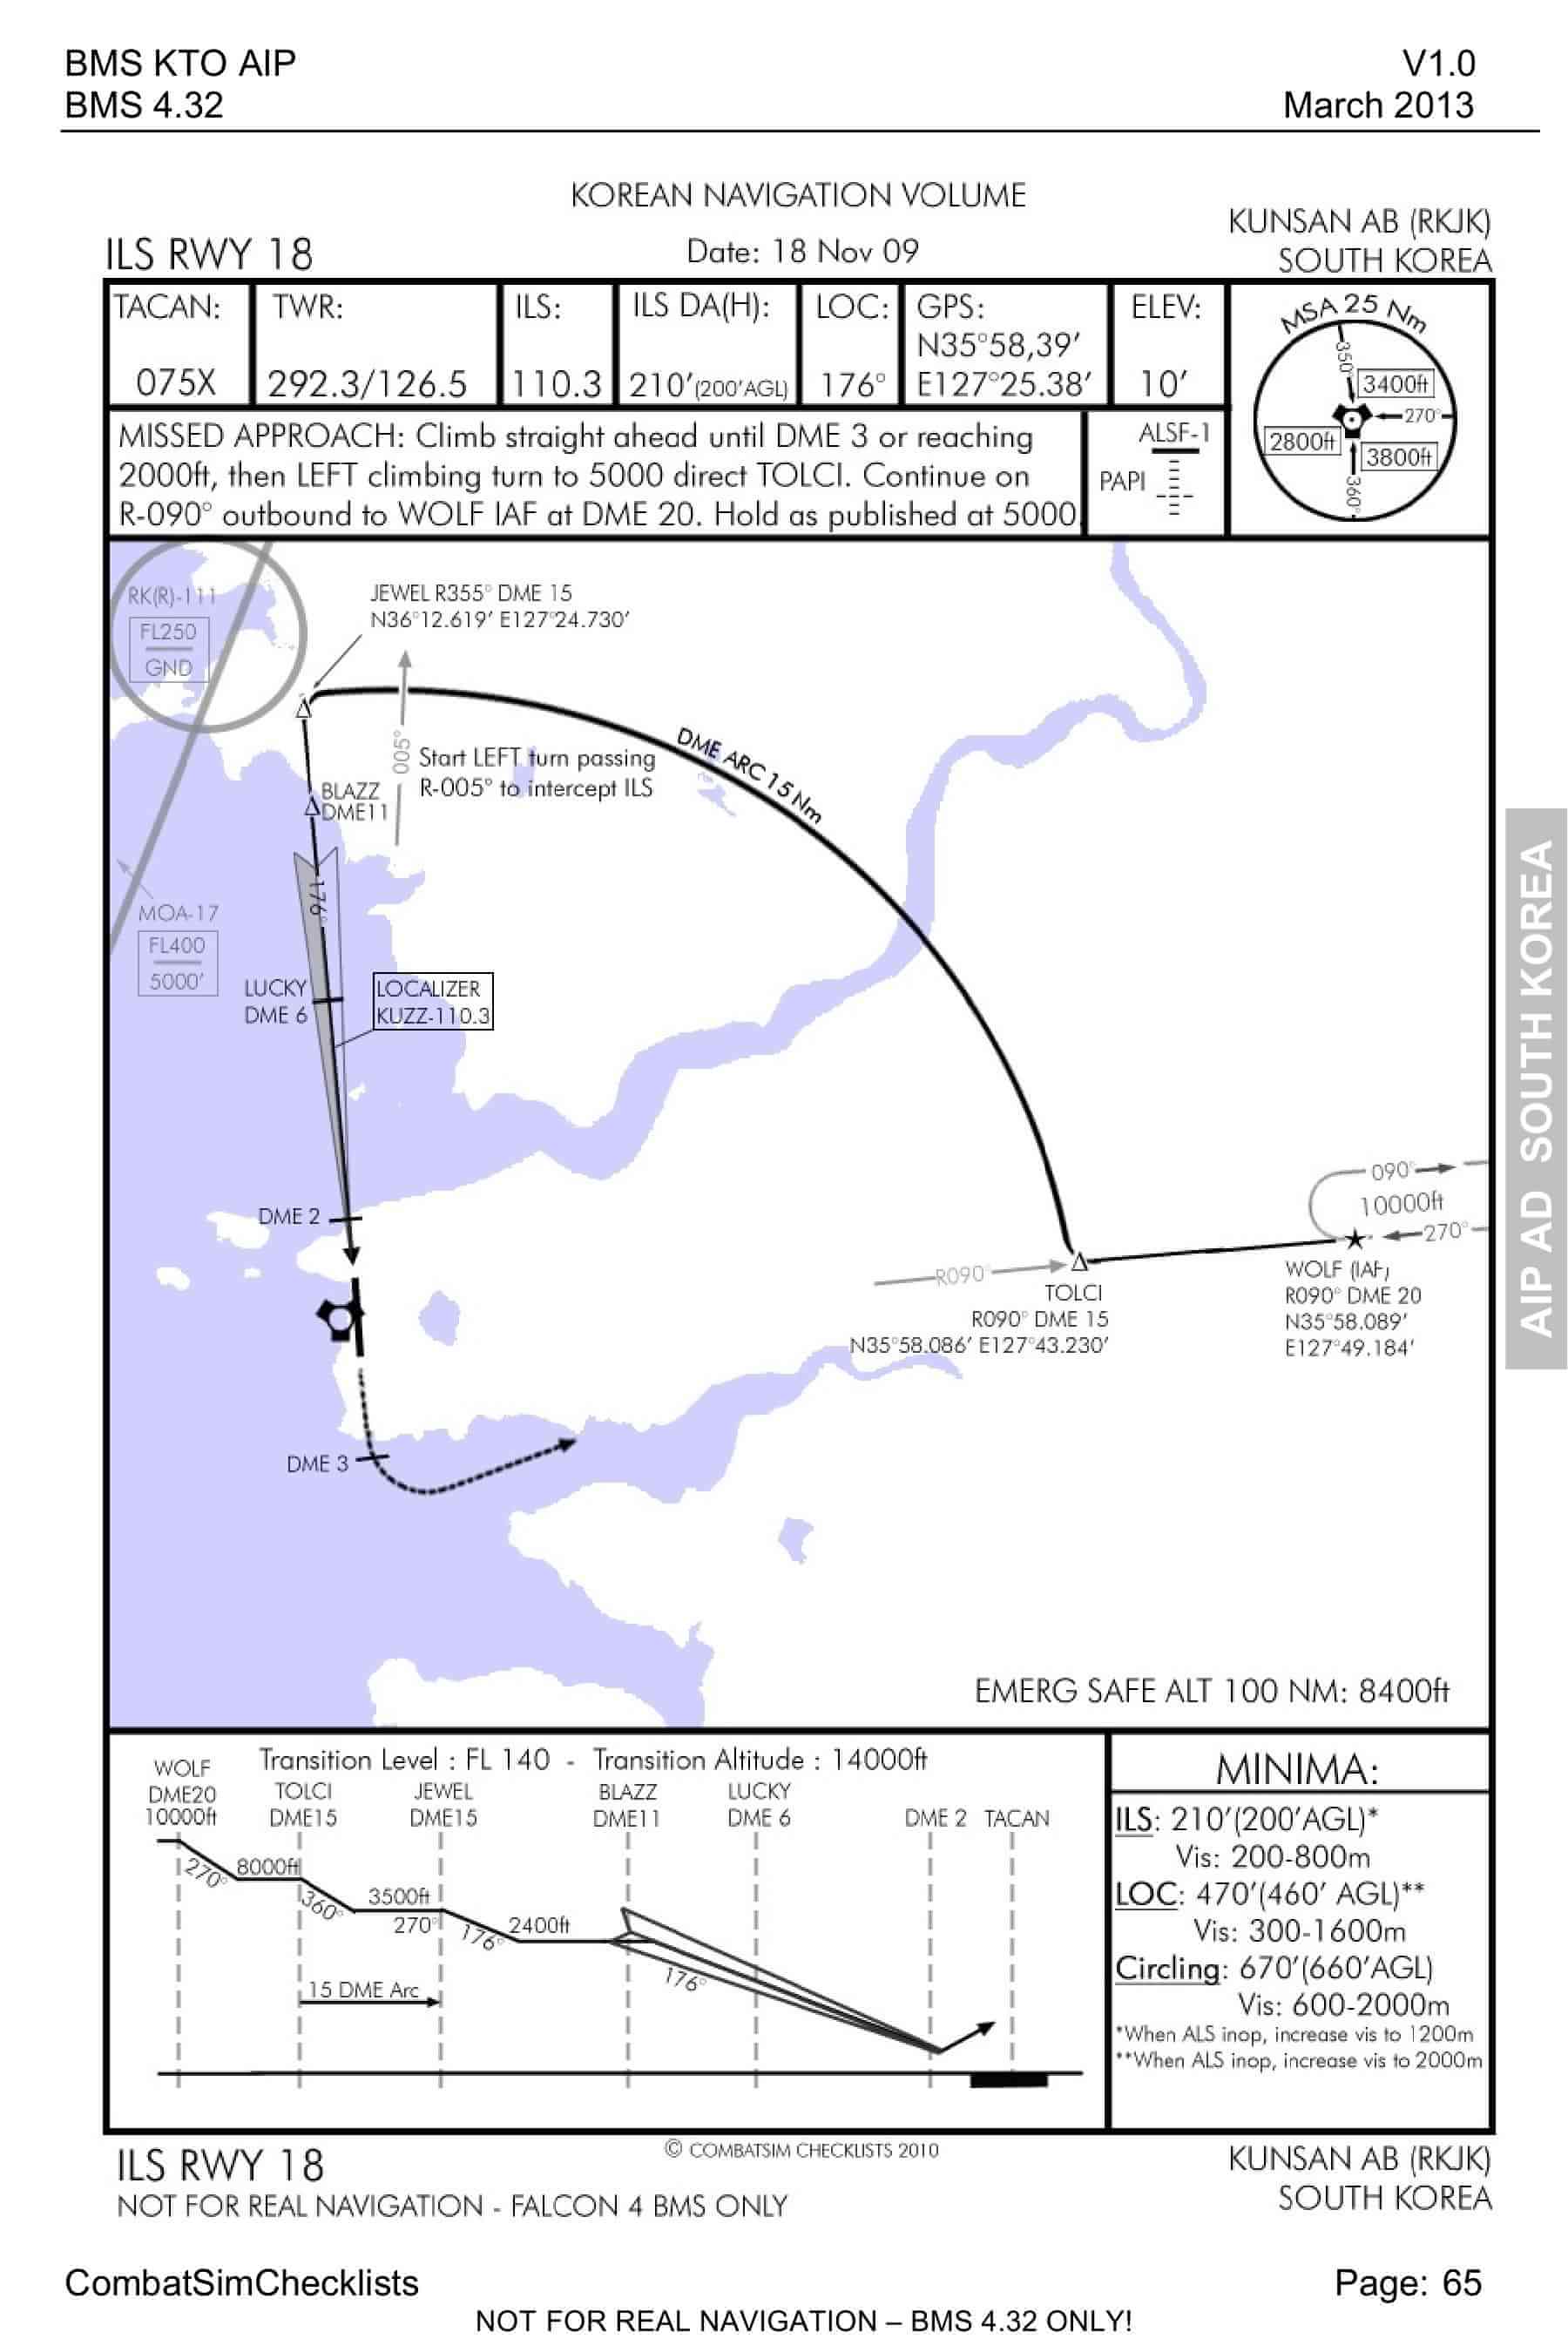 BMS KTO AIP
V1.0
BMS 4.32
March 2013
KOREAN NAVIGATION VOLUME
KUNSAN AB (RKJK)
ILS RWY 18
Date: 18 Nov 09
SOUTH KOREA
TACAN:
075X
TWR:
292.3/126.5
ILS:
110.3
ILS DA(H):
210'(200'AGL)
LOC:
176°
GPS:
N35°58,39'
E127°25.38'
ELEV:
10'
MSA 25 Nm
350°
3400ft
270°
2800ft
3800ft
360°
MISSED APPROACH: Climb straight ahead until DME 3 or reaching
2000ft, then LEFT climbing turn to 5000 direct TOLCI. Continue on
R-090° outbound to WOLF IAF at DME 20. Hold as published at 5000
ALSF-1
PAPI
RK(R)-111
FL250
GND
JEWEL R355° DME 15
N36°12.619' E127°24.730'
005°
Start LEFT turn passing
R-005° to intercept ILS
DME ARC 15 Nm
BLAZZ
DME11
176°
MOA-17
FL400
5000'
LUCKY
DME 6
LOCALIZER
KUZZ-110.3
DME 2
090°
10000ft
270°
R090°
TOLCI
R090° DME 15
N35°58.086' E127°43.230'
WOLF (IAF)
R090° DME 20
N35°58.089'
E127°49.184'
DME 3
EMERG SAFE ALT 100 NM: 8400ft
AIP AD SOUTH KOREA
Transition Level : FL 140 - Transition Altitude : 14000ft
WOLF
DME20
10000ft
TOLCI
DME15
JEWEL
DME15
BLAZZ
DME11
LUCKY
DME 6
DME 2
TACAN
270°
8000ft
360°
3500ft
270°
176°
2400ft
176°
15 DME Arc
MINIMA:
ILS: 210'(200'AGL)*
Vis: 200-800m
LOC: 470'(460' AGL)**
Vis: 300-1600m
Circling: 670'(660'AGL)
Vis: 600-2000m
*When ALS inop, increase vis to 1200m
**When ALS inop, increase vis to 2000m
© COMBATSIM CHECKLISTS 2010
ILS RWY 18
KUNSAN AB (RKJK)
NOT FOR REAL NAVIGATION - FALCON 4 BMS ONLY
SOUTH KOREA
CombatSimChecklists
Page: 65
NOT FOR REAL NAVIGATION – BMS 4.32 ONLY!